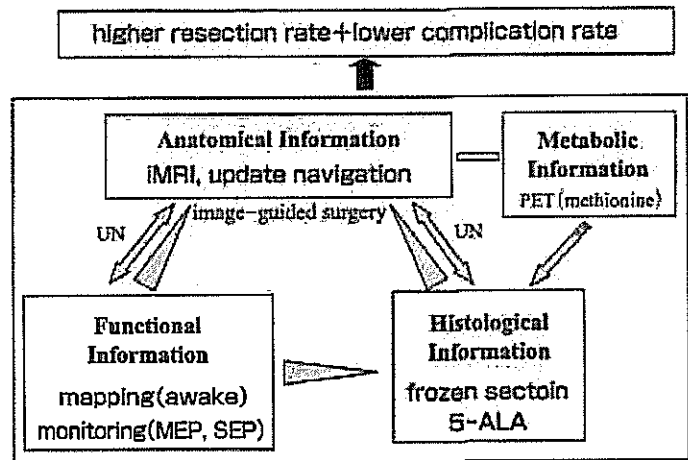 higher resection rate+lower complication rate
Anatomical Information
iMRI, update navigation
Metabolic
Information
PET(methionine)
image-guided surgery
UN
UN
Functional
Information
mapping(awake)
monitoring(MEP, SEP)
Histological
Information
frozen sectoin
5-ALA